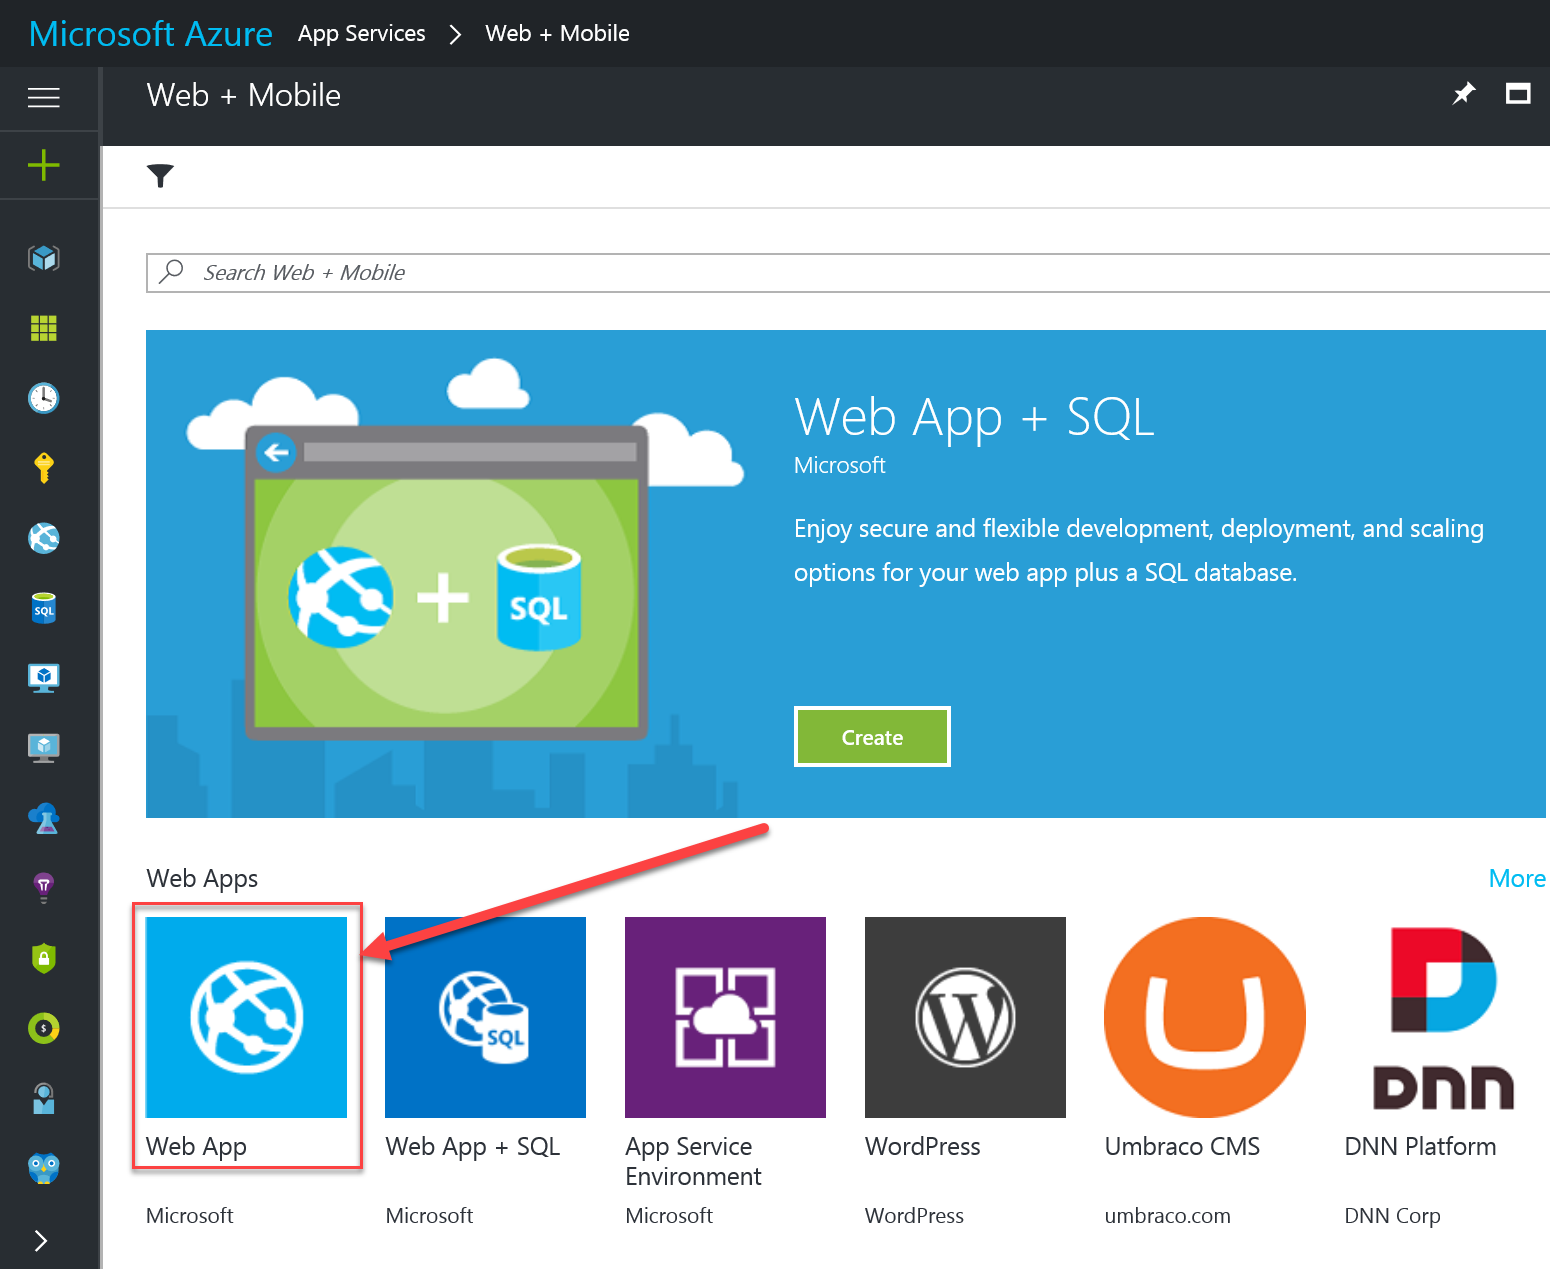 Microsoft Azure App Services Web + Mobile
Web + Mobile
Search Web + Mobile
Web App + SQL
Microsoft
Enjoy secure and flexible development, deployment, and scaling
options for your web app plus a SQL database.
SQL
SQL
Create
Web Apps More
SQL
DNN
Web App
Web App + SQL
App Service
Environment
WordPress
Umbraco CMS
DNN Platform
Microsoft
Microsoft
Microsoft
WordPress
umbraco.com
DNN Corp